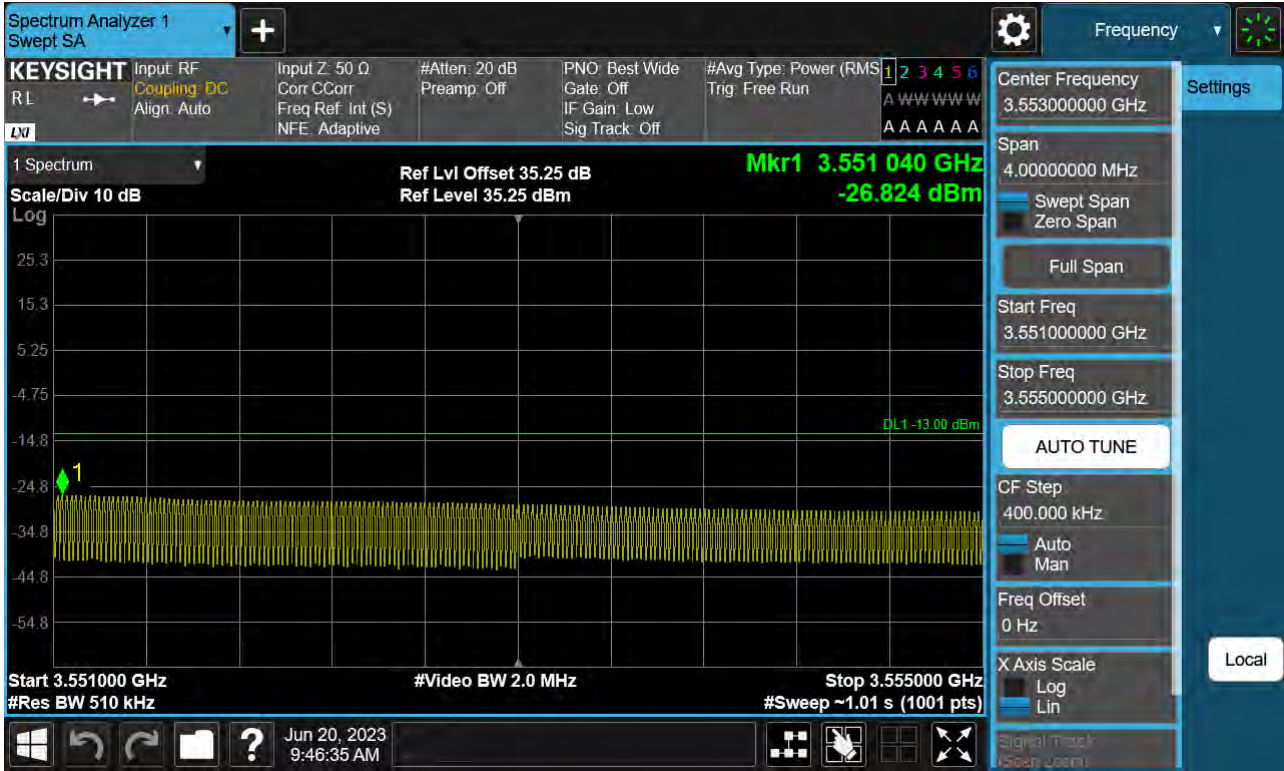 Spectrum Analyzer 1
Swept SA
+
Frequency
KEYSIGHT
R L
LXI
Input: RF
Coupling: DC
Align: Auto
Input Z: 50 Ω
Corr CCorr
Freq Ref: Int (S)
NFE: Adaptive
#Atten: 20 dB
Preamp: Off
PNO: Best Wide
Gate: Off
IF Gain: Low
Sig Track: Off
#Avg Type: Power (RMS
Trig: Free Run
1 2 3 4 5 6
A W W W W W
A A A A A A
1 Spectrum
Scale/Div 10 dB
Log
Ref Lvl Offset 35.25 dB
Ref Level 35.25 dBm
Mkr1 3.551 040 GHz
-26.824 dBm
25.3
15.3
5.25
-4.75
-14.8
-24.8
-34.8
-44.8
-54.8
DL1 -13.00 dBm
1
Start 3.551000 GHz
#Res BW 510 kHz
#Video BW 2.0 MHz
Stop 3.555000 GHz
#Sweep ~1.01 s (1001 pts)
Center Frequency
3.553000000 GHz
Span
4.00000000 MHz
Swept Span
Zero Span
Full Span
Start Freq
3.551000000 GHz
Stop Freq
3.555000000 GHz
AUTO TUNE
CF Step
400.000 kHz
Auto
Man
Freq Offset
0 Hz
X Axis Scale
Log
Lin
Signal Track
(Span Zoom)
Settings
Local
?
Jun 20, 2023
9:46:35 AM